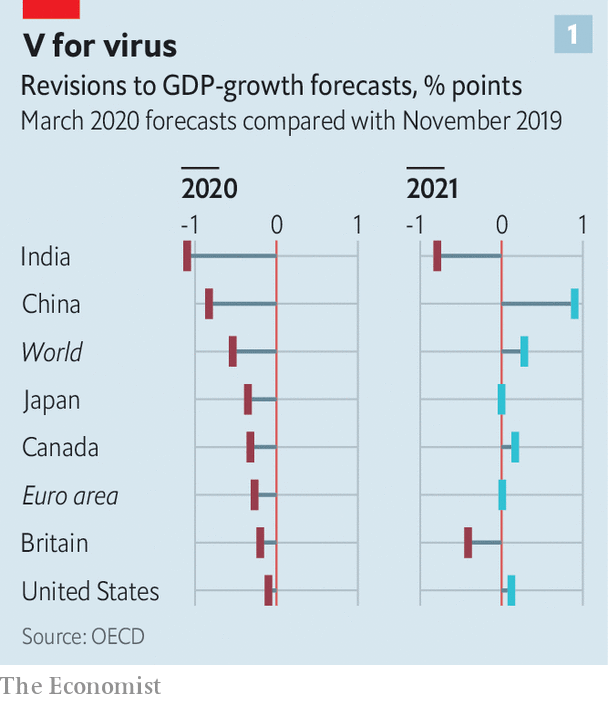 V for virus
1
Revisions to GDP-growth forecasts, % points
March 2020 forecasts compared with November 2019
2020
2021
-1 0 1
-1 0 1
India
China
World
Japan
Canada
Euro area
Britain
United States
Source: OECD
The Economist